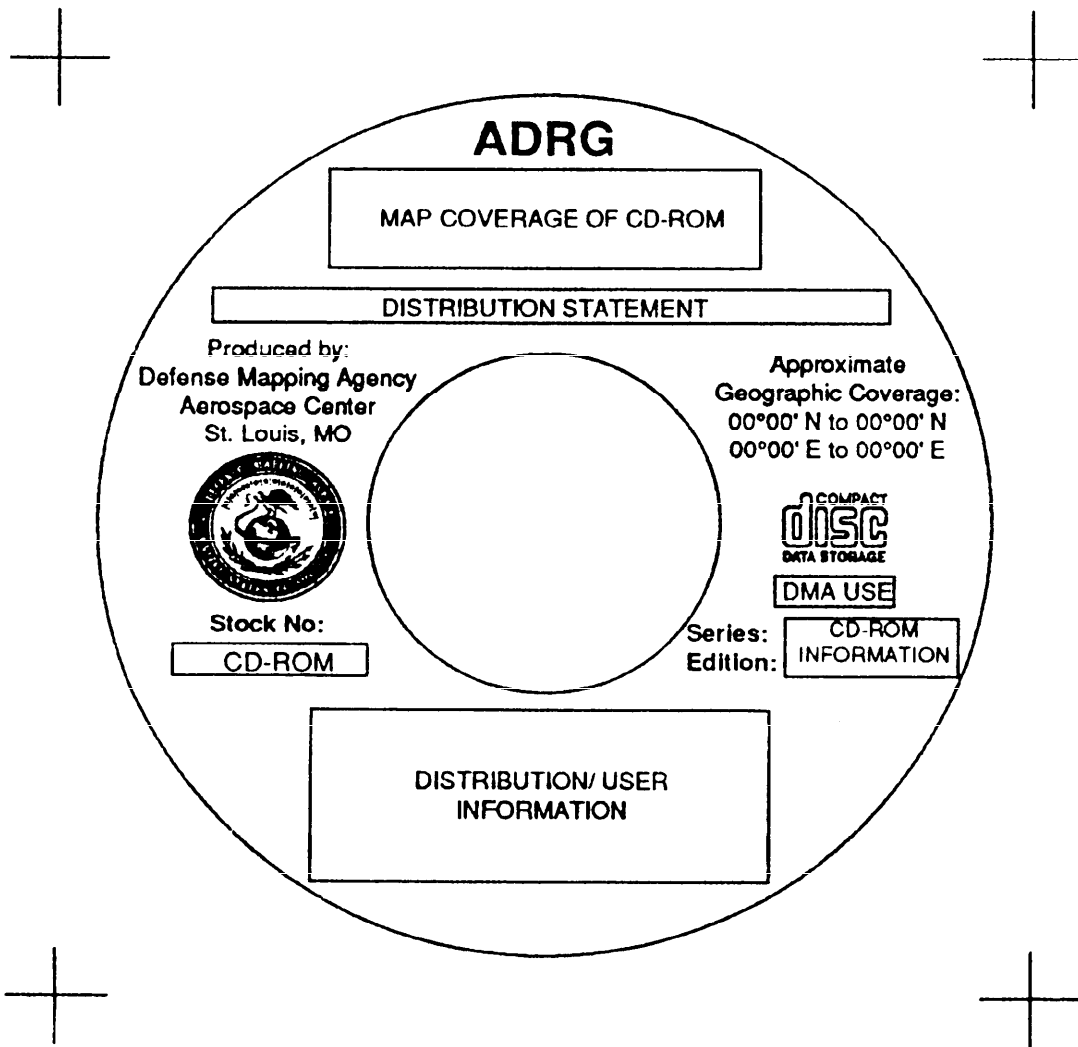 ADRG
MAP COVERAGE OF CD-ROM
DISTRIBUTION STATEMENT
Produced by:
Defense Mapping Agency
Aerospace Center
St. Louis, MO
Stock No:
CD-ROM
Approximate
Geographic Coverage:
00°00' N to 00°00' N
00°00' E to 00°00' E
COMPACT
disc
DATA STORAGE
DMA USE
Series:
Edition:
CD-ROM
INFORMATION
DISTRIBUTION/ USER
INFORMATION